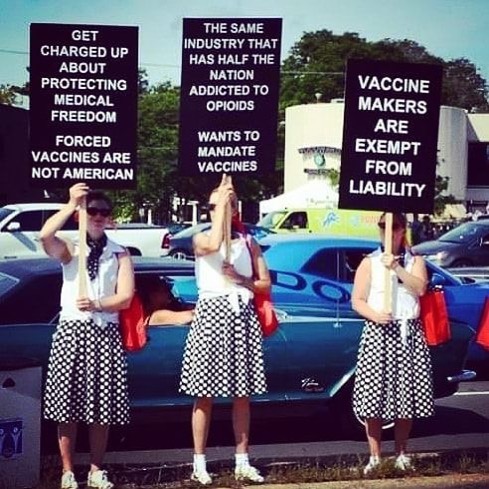 GET
CHARGED UP
ABOUT
PROTECTING
MEDICAL
FREEDOM
FORCED
VACCINES ARE
NOT AMERICAN
THE SAME
INDUSTRY THAT
HAS HALF THE
NATION
ADDICTED TO
OPIOIDS
WANTS TO
MANDATE
VACCINES
VACCINE
MAKERS
ARE
EXEMPT
FROM
LIABILITY